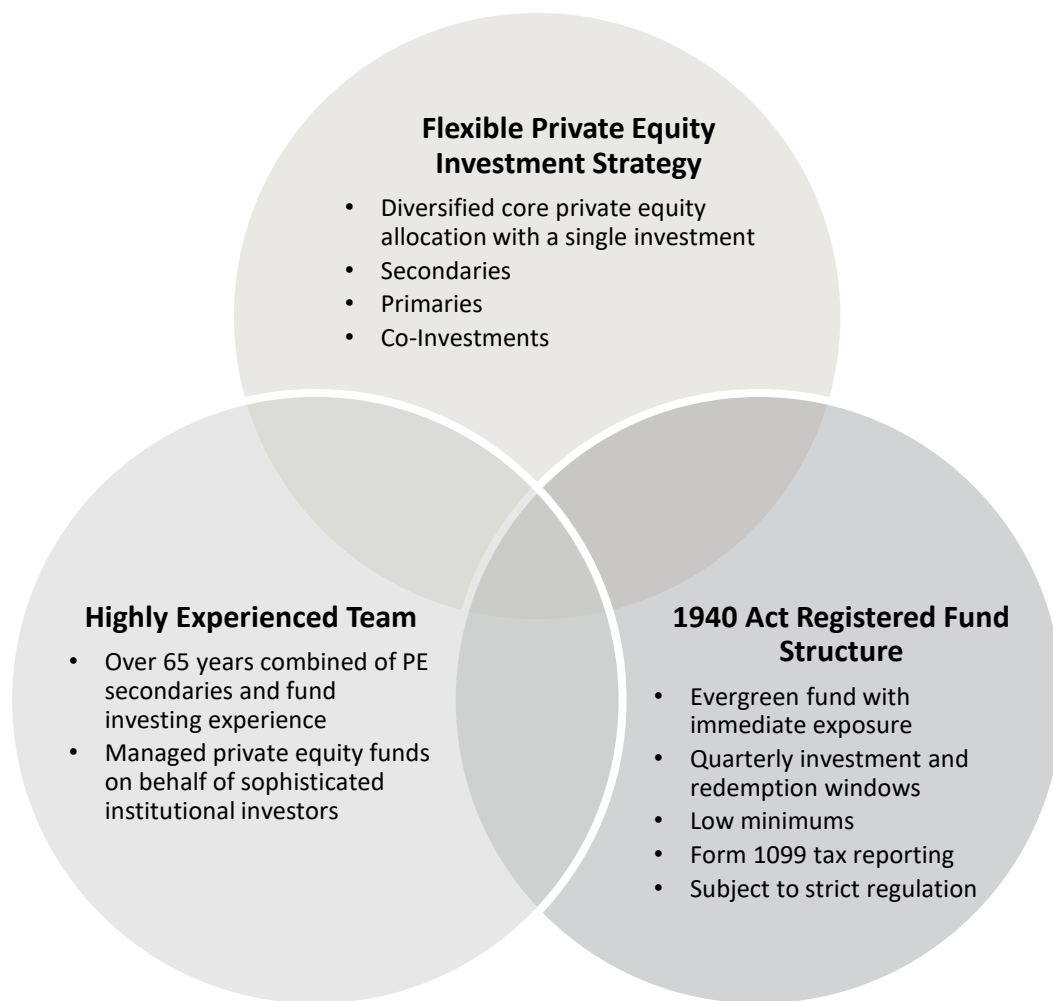 Flexible Private Equity
Investment Strategy
• Diversified core private equity
allocation with a single investment
• Secondaries
• Primaries
• Co-Investments
Highly Experienced Team
• Over 65 years combined of PE
secondaries and fund
investing experience
• Managed private equity funds
on behalf of sophisticated
institutional investors
1940 Act Registered Fund
Structure
• Evergreen fund with
immediate exposure
• Quarterly investment and
redemption windows
• Low minimums
• Form 1099 tax reporting
• Subject to strict regulation